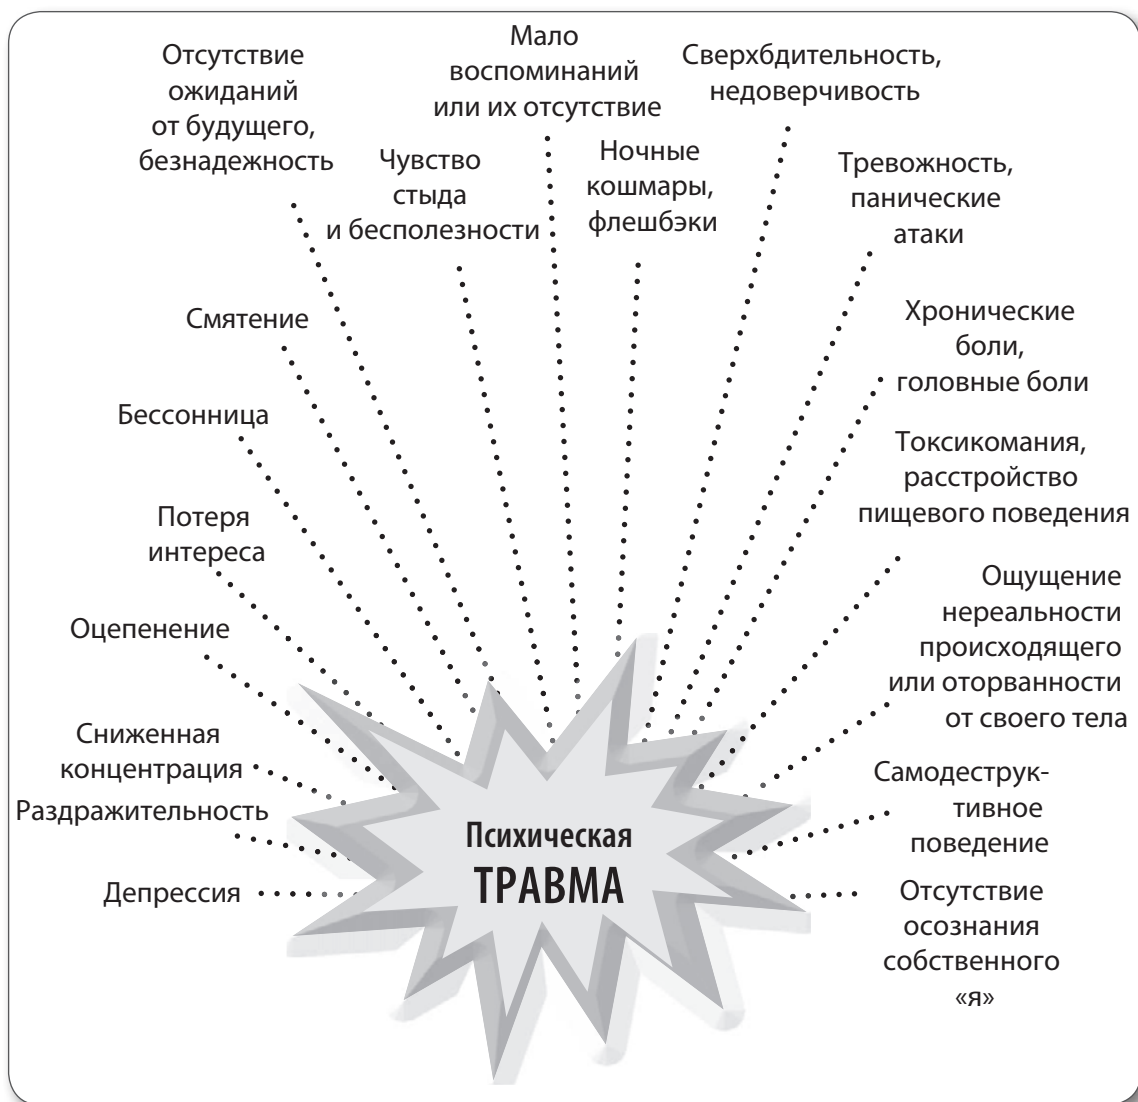 Отсутствие
ожиданий
от будущего,
безнадежность
Чувство
стыда
и бесполезности
Мало
воспоминаний
или их отсутствие
Ночные
кошмары,
флешбэки
Сверхбдительность,
недоверчивость
Тревожность,
панические
атаки
Смятение
Хронические
боли,
головные боли
Бессонница
Токсикомания,
расстройство
пищевого поведения
Потеря
интереса
Ощущение
нереальности
происходящего
или оторванности
от своего тела
Оцепенение
Сниженная
концентрация
Самодеструк-
тивное
поведение
Раздражительность
Депрессия
Отсутствие
осознания
собственного
«я»
Психическая
ТРАВМА